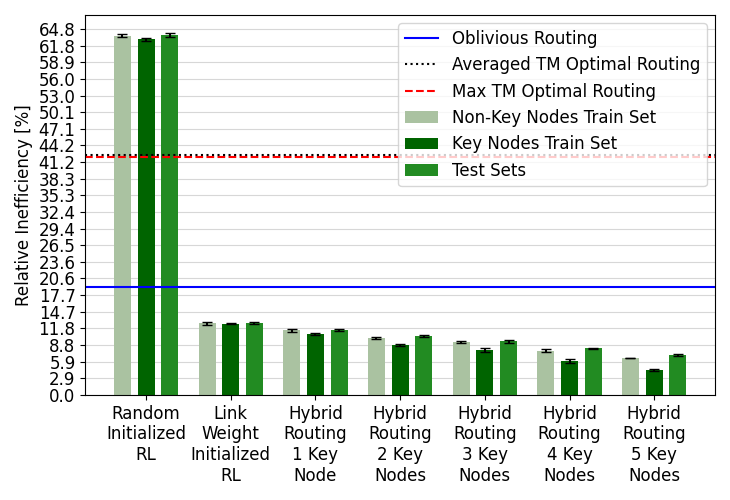 Relative Inefficiency [%]
64.8
61.8
58.9
56.0
53.0
50.1
47.1
44.2
41.2
38.3
35.3
32.4
29.4
26.5
23.6
20.6
17.7
14.7
11.8
8.8
5.9
2.9
0.0
Oblivious Routing
Averaged TM Optimal Routing
Max TM Optimal Routing
Non-Key Nodes Train Set
Key Nodes Train Set
Test Sets
Random
Initialized
RL
Link
Weight
Initialized
RL
Hybrid
Routing
1 Key
Node
Hybrid
Routing
2 Key
Nodes
Hybrid
Routing
3 Key
Nodes
Hybrid
Routing
4 Key
Nodes
Hybrid
Routing
5 Key
Nodes